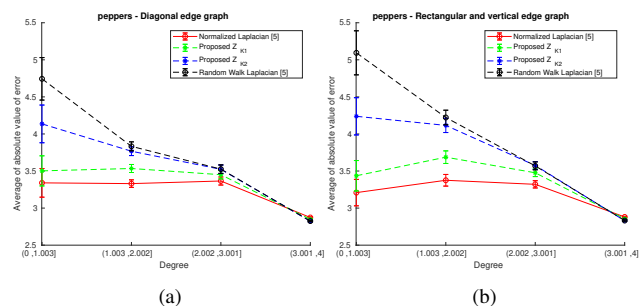 peppers - Diagonal edge graph
Normalized Laplacian [5]
Proposed Z K1
Proposed Z K2
Random Walk Laplacian [5]
Average of absolute value of error
5.5
5
4.5
4
3.5
3
2.5
(0 ,1.003]
(1.003 ,2.002]
(2.002 ,3.001]
(3.001 ,4]
Degree
(a)
peppers - Rectangular and vertical edge graph
Normalized Laplacian [5]
Proposed Z K1
Proposed Z K2
Random Walk Laplacian [5]
Average of absolute value of error
5.5
5
4.5
4
3.5
3
2.5
(0 ,1.003]
(1.003 ,2.002]
(2.002 ,3.001]
(3.001 ,4]
Degree
(b)